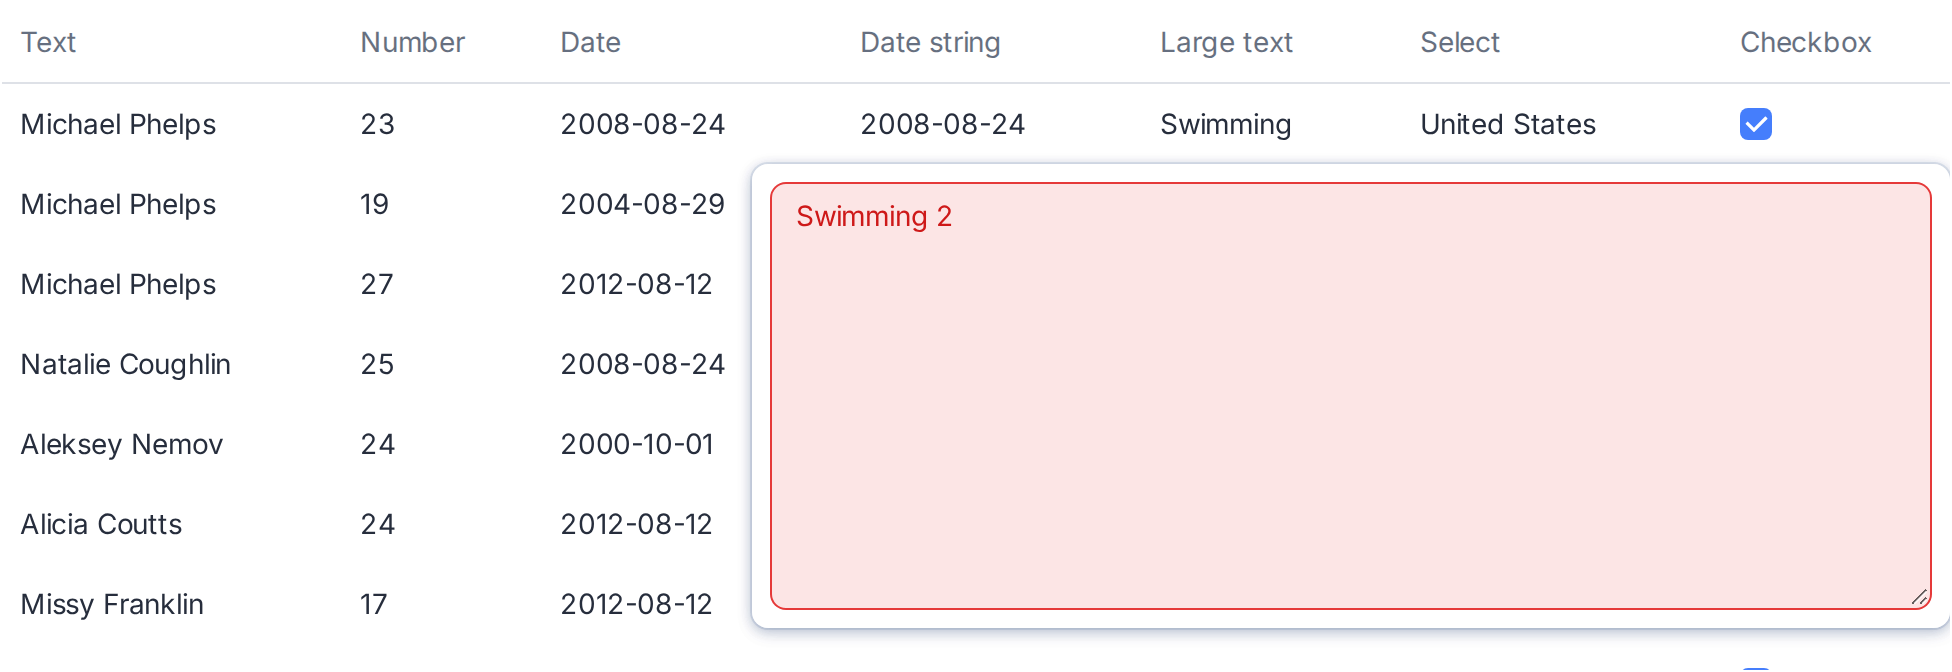 Text Number Date Date string Large text Select Checkbox
Michael Phelps 23 2008-08-24 2008-08-24 Swimming United States
Michael Phelps 19 2004-08-29 Swimming 2
Michael Phelps 27 2012-08-12
Natalie Coughlin 25 2008-08-24
Aleksey Nemov 24 2000-10-01
Alicia Coutts 24 2012-08-12
Missy Franklin 17 2012-08-12